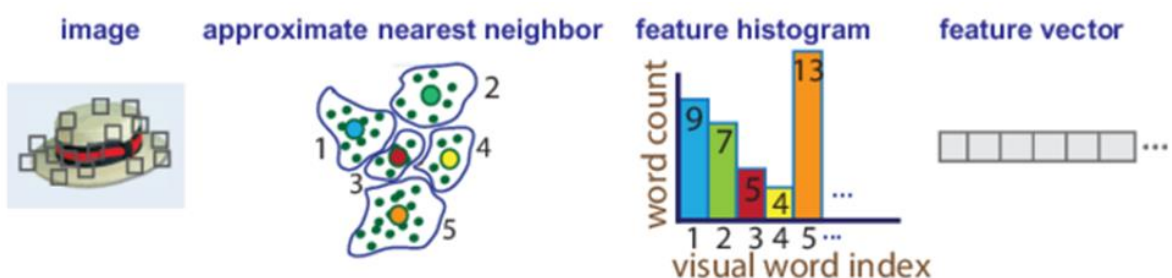 image
approximate nearest neighbor
feature histogram
feature vector
1
2
3
4
5
word count
9
7
5
4
13
...
1 2 3 4 5 ...
visual word index
...